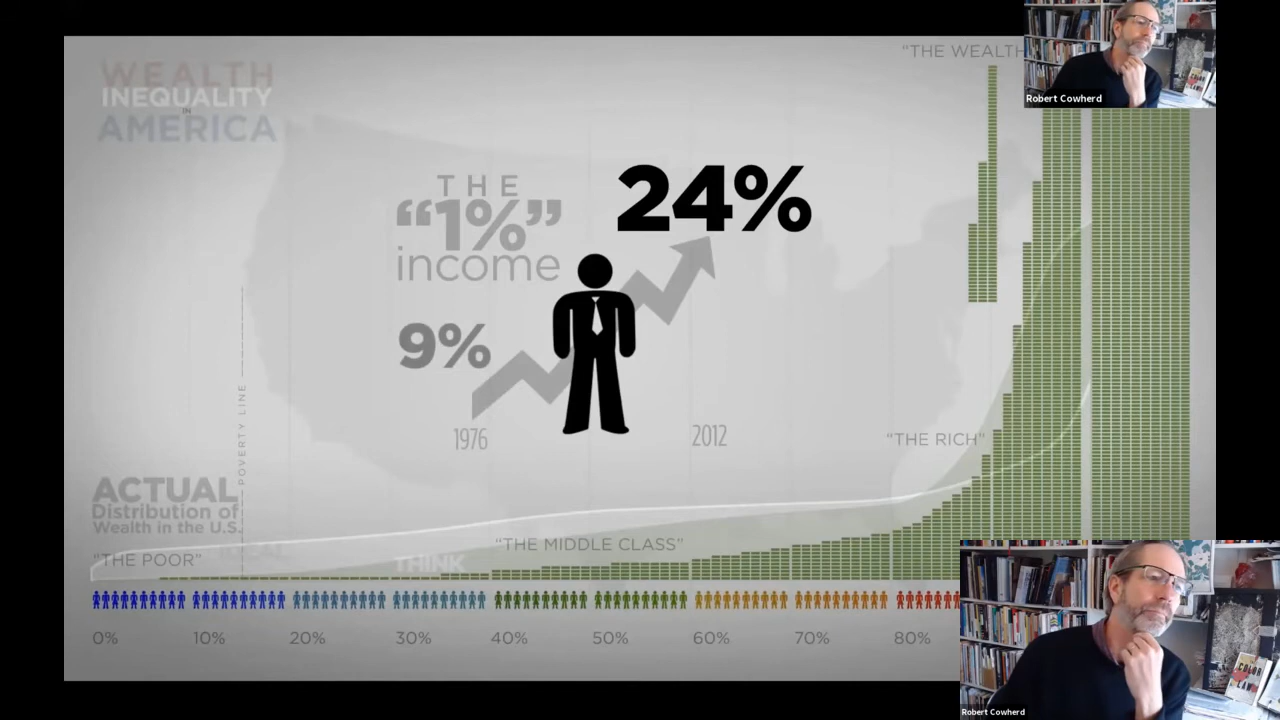 WEALTH
INEQUALITY
IN
AMERICA
"THE WEALTH
Robert Cowherd
THE
"1%"
income
24%
9%
1976
2012
POVERTY LINE
"THE RICH"
ACTUAL
Distribution of
Wealth in the U.S.
"THE POOR"
THINK
"THE MIDDLE CLASS"
0%
10%
20%
30%
40%
50%
60%
70%
80%
COLOR
Robert Cowherd